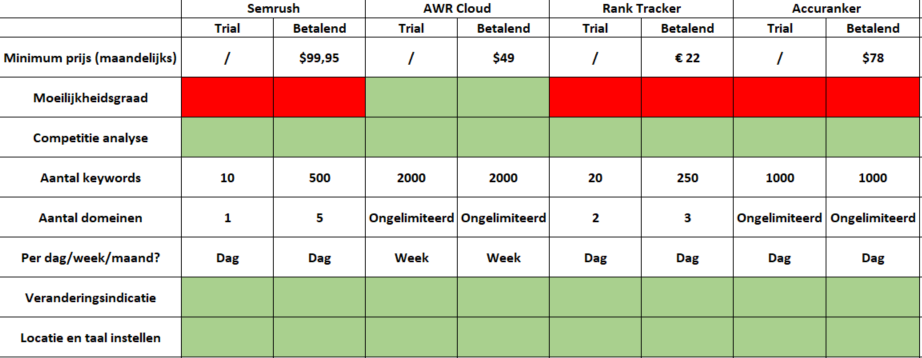 Semrush AWR Cloud Rank Tracker Accuranker
Trial Betalend Trial Betalend Trial Betalend Trial Betalend
Minimum prijs (maandelijks) / $99,95 / $49 / € 22 / $78
Moeilijkheidsgraad
Competitie analyse
Aantal keywords 10 500 2000 2000 20 250 1000 1000
Aantal domeinen 1 5 Ongelimiteerd Ongelimiteerd 2 3 Ongelimiteerd Ongelimiteerd
Per dag/week/maand? Dag Dag Week Week Dag Dag Dag Dag
Veranderingsindicatie
Locatie en taal instellen